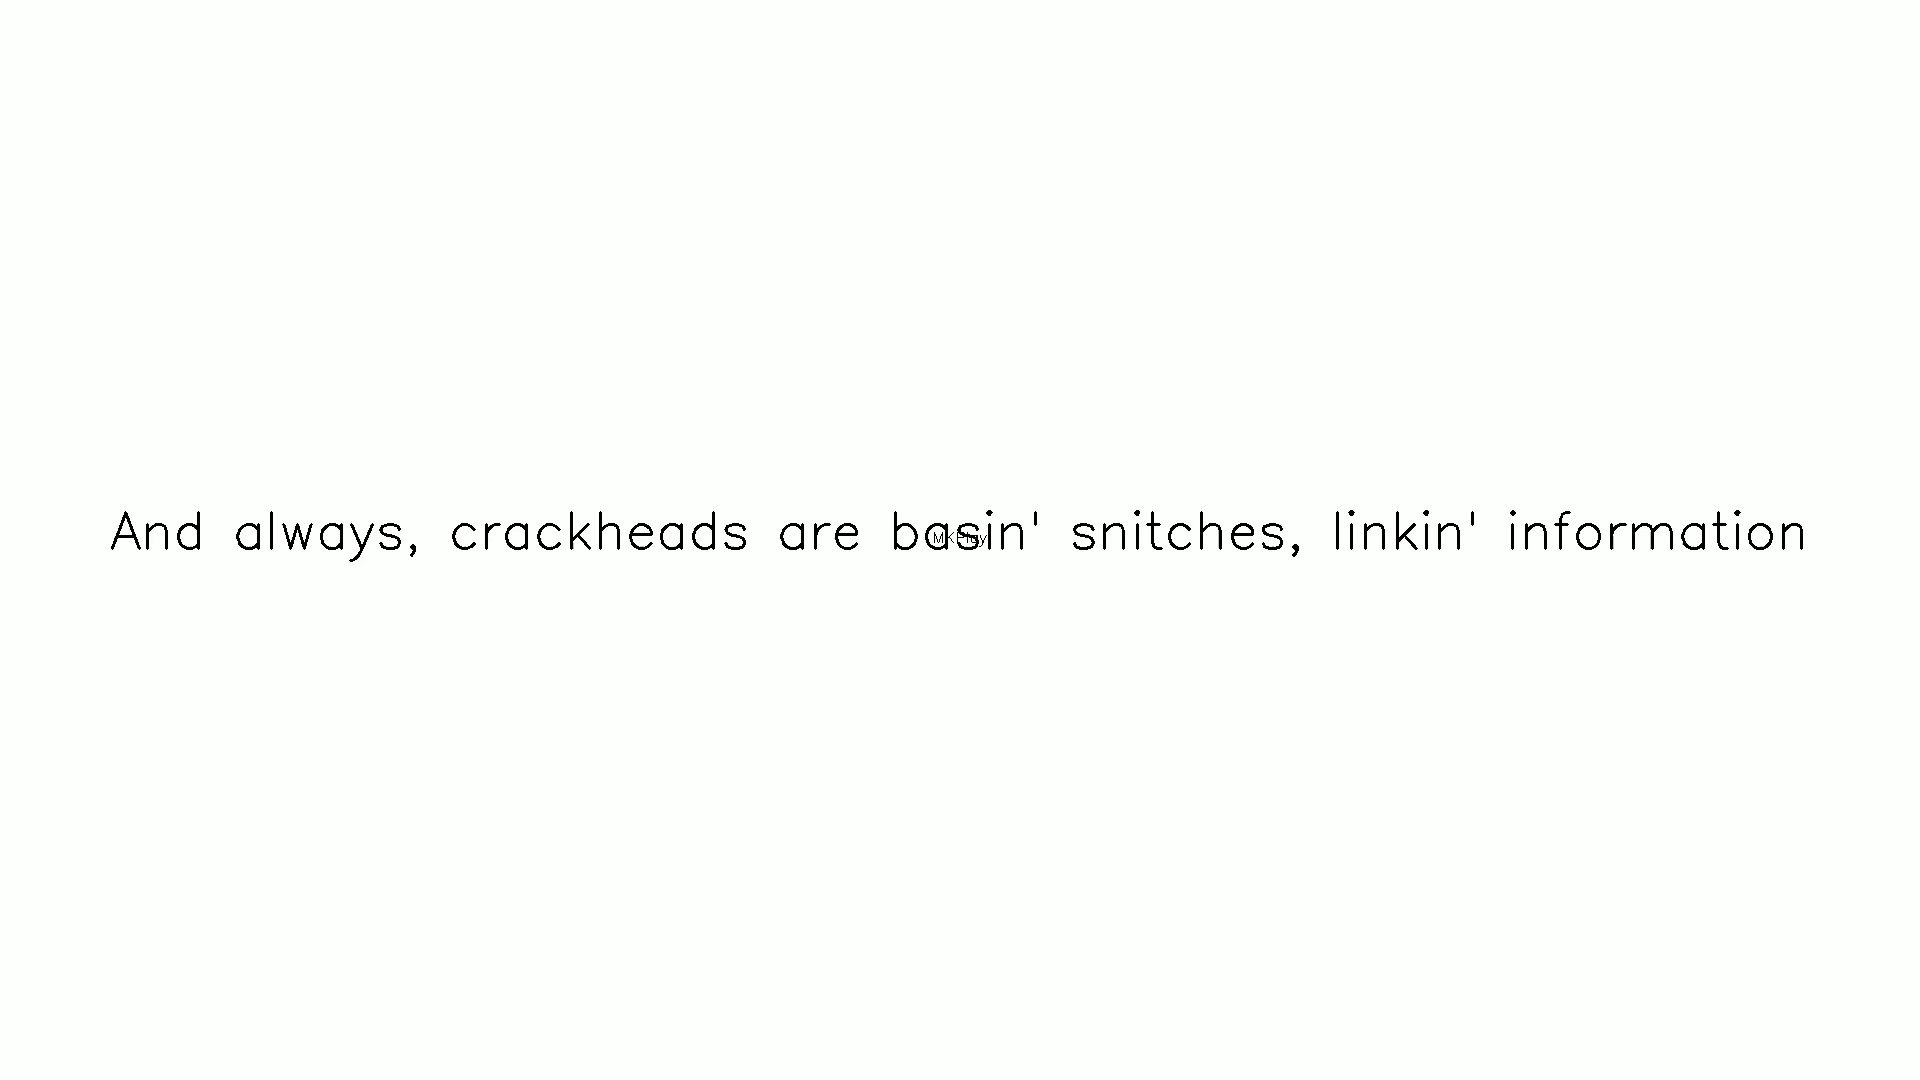 And always, crackheads are basin' snitches, linkin' information